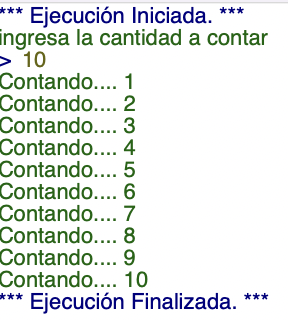 *** Ejecución Iniciada. ***
ingresa la cantidad a contar
> 10
Contando.... 1
Contando.... 2
Contando.... 3
Contando.... 4
Contando.... 5
Contando.... 6
Contando.... 7
Contando.... 8
Contando.... 9
Contando.... 10
*** Ejecución Finalizada. ***